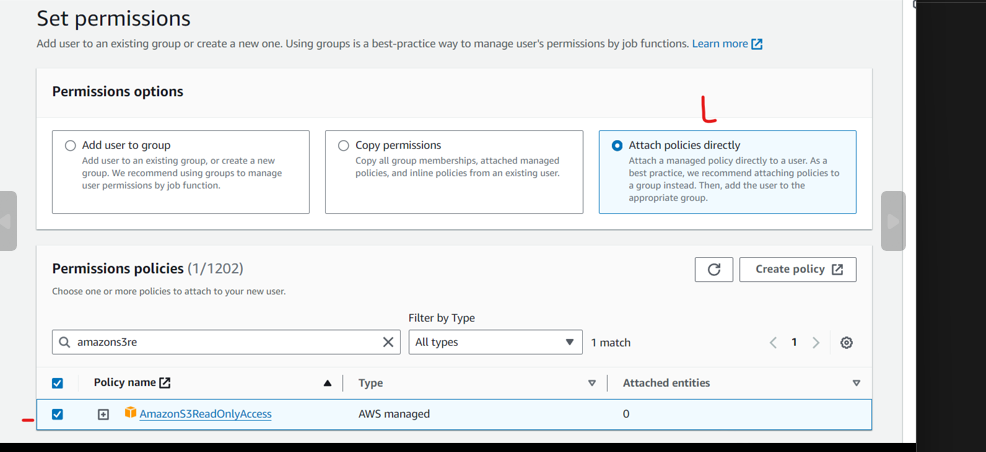 Set permissions
Add user to an existing group or create a new one. Using groups is a best-practice way to manage user's permissions by job functions. Learn more
Permissions options
Add user to group
Add user to an existing group, or create a new
group. We recommend using groups to manage
user permissions by job function.
Copy permissions
Copy all group memberships, attached managed
policies, and inline policies from an existing user.
Attach policies directly
Attach a managed policy directly to a user. As a
best practice, we recommend attaching policies to
a group instead. Then, add the user to the
appropriate group.
Permissions policies (1/1202)
Choose one or more policies to attach to your new user.
Create policy
Filter by Type
amazons3re
All types
1 match
1
Policy name
Type
Attached entities
AmazonS3ReadOnlyAccess
AWS managed
0